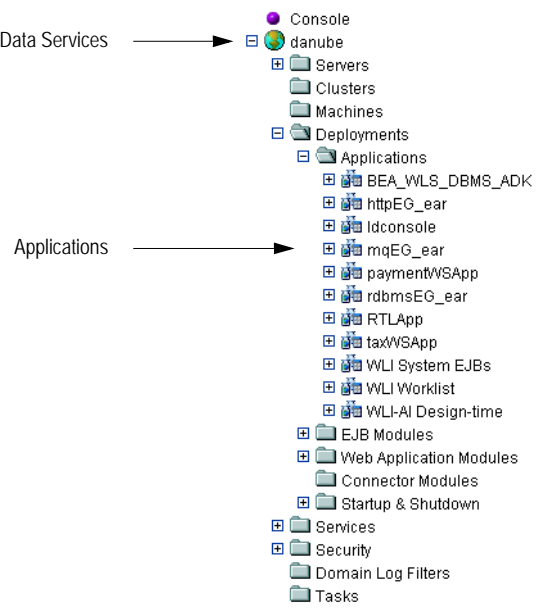 Console
Data Services
danube
Servers
Clusters
Machines
Deployments
Applications
BEA_WLS_DBMS_ADK
httpEG_ear
ldconsole
Applications
mqEG_ear
paymentWSApp
rdbmsEG_ear
RTLApp
taxWSApp
WLI System EJBs
WLI Worklist
WLI-AI Design-time
EJB Modules
Web Application Modules
Connector Modules
Startup & Shutdown
Services
Security
Domain Log Filters
Tasks